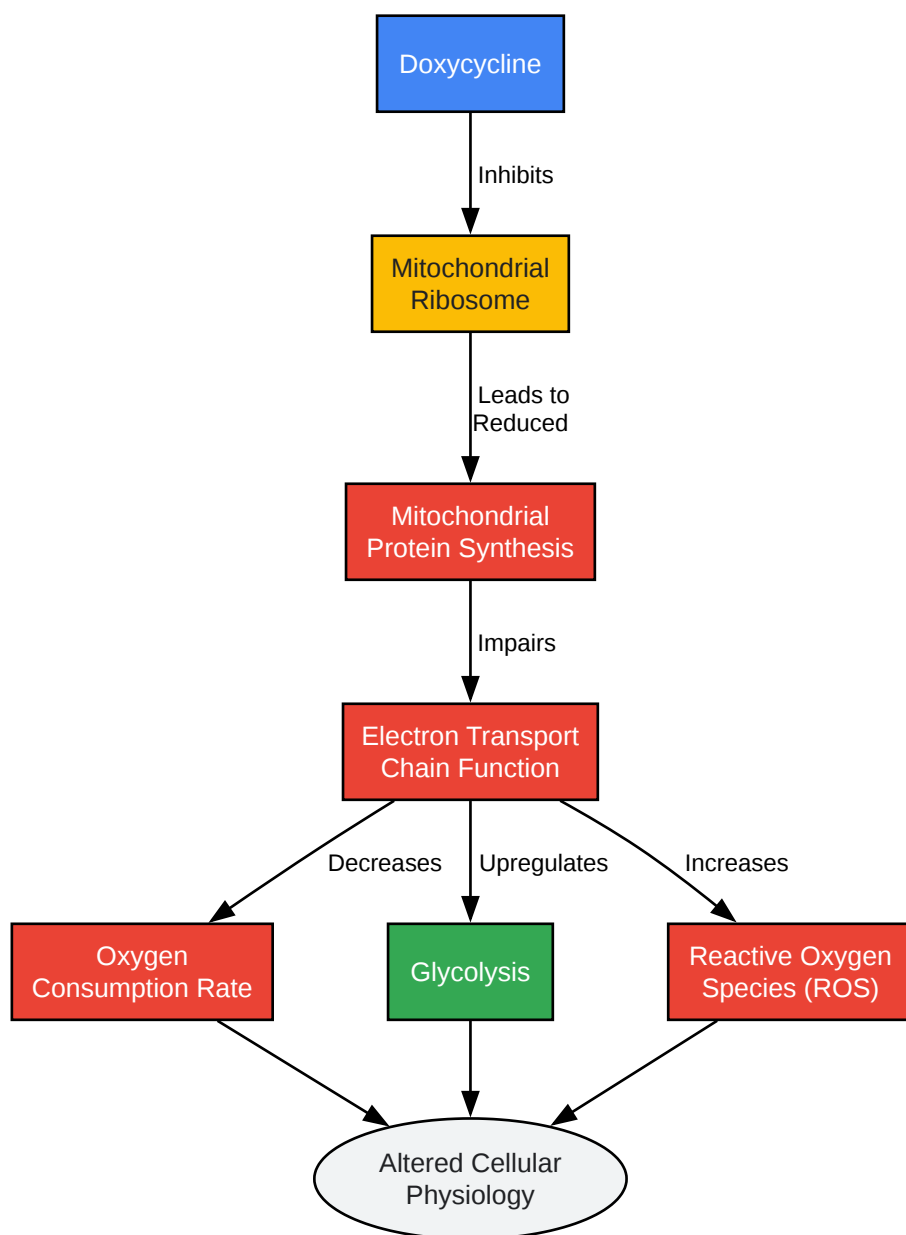 Doxycycline
Inhibits
Mitochondrial
Ribosome
Leads to
Reduced
Mitochondrial
Protein Synthesis
Impairs
Electron Transport
Chain Function
Decreases
Upregulates
Increases
Oxygen
Consumption Rate
Glycolysis
Reactive Oxygen
Species (ROS)
Altered Cellular
Physiology